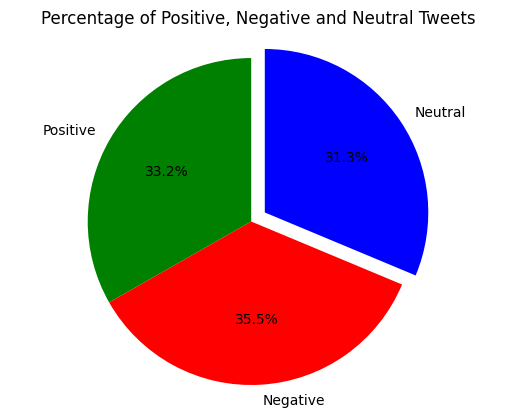 Percentage of Positive, Negative and Neutral Tweets
Neutral
Positive
31.3%
33.2%
35.5%
Negative